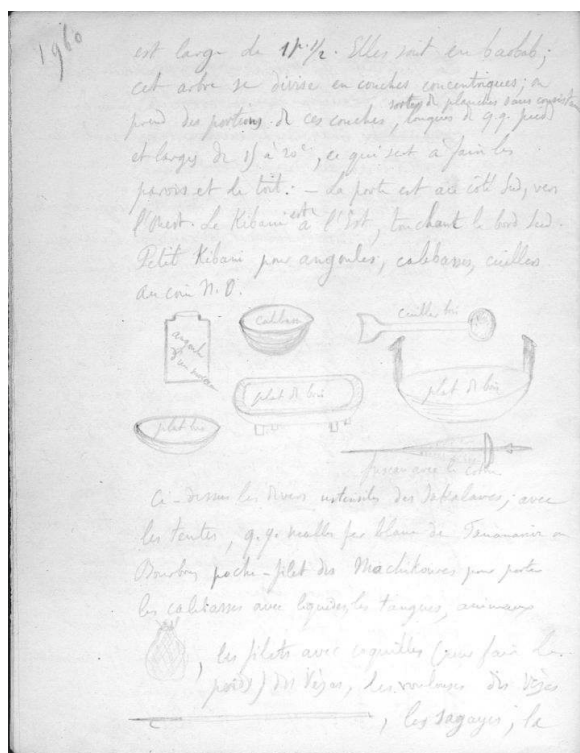 1960
est large de 1p.1/2. Elles sont en baobab;
cet arbre se divise en couches concentriques; on
sortes de planches sans consistance
prend des portions de ces couches, longues de q.q. pieds
et larges de 15 à 20c, ce qui sert à faire les
parois et le toit. – La porte est au côté Sud, vers
l'Ouest. Le Kibani est à l'Est, touchant le bord Sud.
Petit Kibani pour angoules, calebasses, cuillers
au coin N.O.
calebasse
cuiller bois
angoule
plat de bois
plat de bois
plat bois
fuseau avec le coton
Ci-dessus les divers ustensiles des Sakalaves; avec
les tentes, q.q. malles fer blanc de Tananarive ou
Bourbon, poche-filet des Machikores pour porter
les calebasses avec liquides, les tangues, animaux
, les filets avec coquilles (pour faire les
poids) des Vézos, les des Vézos
, les sagayes; la